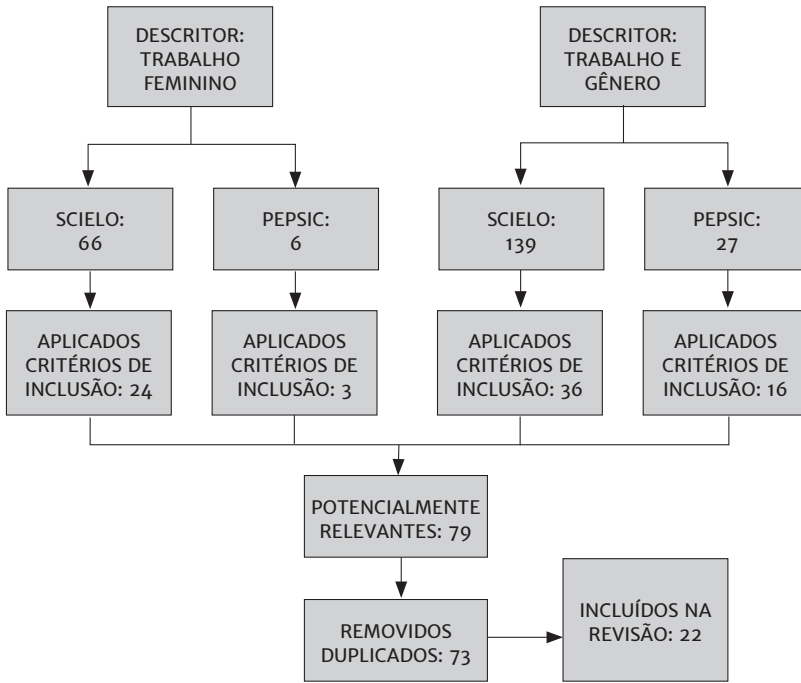 DESCRITOR:
TRABALHO
FEMININO
DESCRITOR:
TRABALHO E
GÊNERO
SCIELO:
66
PEPSIC:
6
SCIELO:
139
PEPSIC:
27
APLICADOS
CRITÉRIOS DE
INCLUSÃO: 24
APLICADOS
CRITÉRIOS DE
INCLUSÃO: 3
APLICADOS
CRITÉRIOS DE
INCLUSÃO: 36
APLICADOS
CRITÉRIOS DE
INCLUSÃO: 16
POTENCIALMENTE
RELEVANTES: 79
REMOVIDOS
DUPLICADOS: 73
INCLUÍDOS NA
REVISÃO: 22